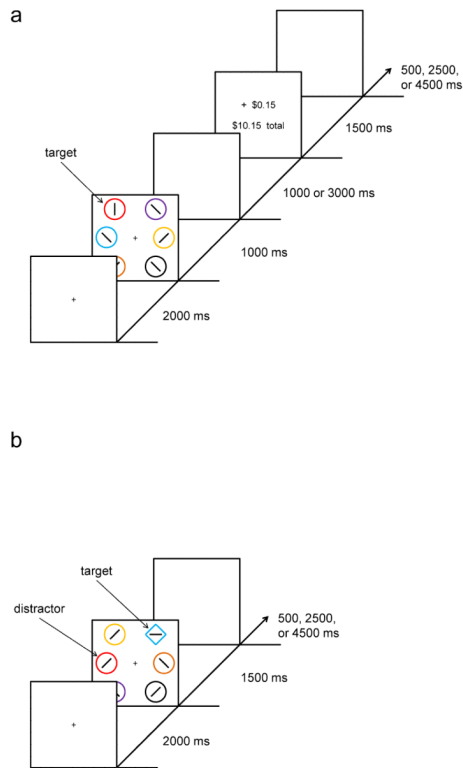 a
500, 2500,
or 4500 ms
+ $0.15
$10.15 total
1500 ms
target
1000 or 3000 ms
+
1000 ms
+
2000 ms
b
target
distractor
500, 2500,
or 4500 ms
+
1500 ms
+
2000 ms